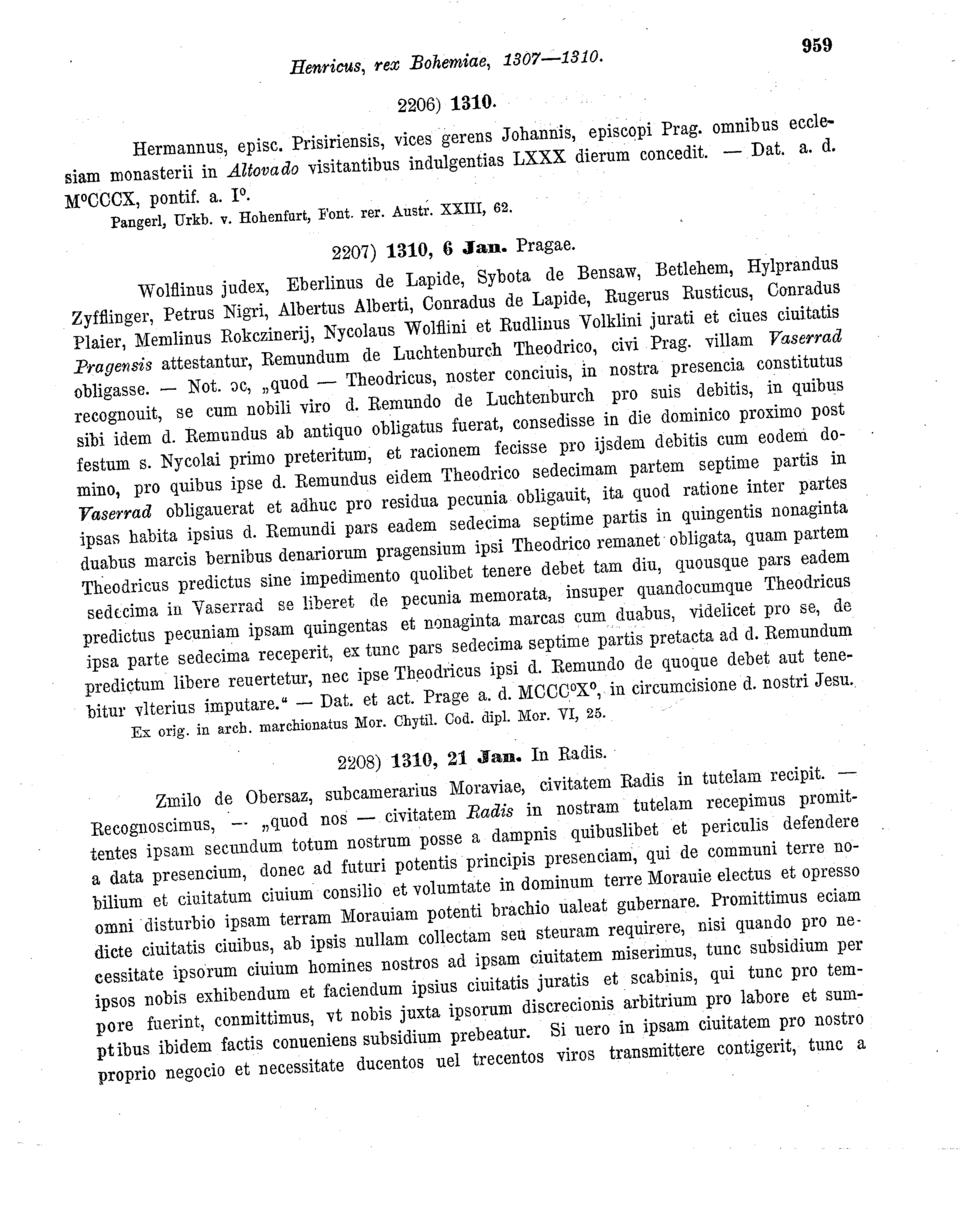 Henricus, rex Bohemiae, 1307—1310.
959
2206) 1310.
Hermannus, episc. Prisiriensis, vices gerens Johannis, episcopi Prag. omnibus eccle-
siam monasterii in Altovado visitantibus indulgentias LXXX dierum concedit. — Dat. a. d.
MºCCCX, pontif. a. Iº.
Pangerl, Urkb. v. Hohenfurt, Font. rer. Austr. XXIII, 62.
2207) 1310, 6 Jan. Pragae.
Wolflinus judex, Eberlinus de Lapide, Sybota de Bensaw, Betlehem, Hylprandus
Zyfflinger, Petrus Nigri, Albertus Alberti, Conradus de Lapide, Rugerus Rusticus, Conradus
Plaier, Memlinus Rokczinerij, Nycolaus Wolflini et Rudlinus Volklini jurati et ciues ciuitatis
Pragensis attestantur, Remundum de Luchtenburch Theodrico, civi Prag. villam Vaserrad
obligasse. — Not. ɔc, „quod — Theodricus, noster conciuis, in nostra presencia constitutus
recognouit, se cum nobili viro d. Remundo de Luchtenburch pro suis debitis, in quibus
sibi idem d. Remundus ab antiquo obligatus fuerat, consedisse in die dominico proximo post
festum s. Nycolai primo preteritum, et racionem fecisse pro ijsdem debitis cum eodem do-
mino, pro quibus ipse d. Remundus eidem Theodrico sedecimam partem septime partis in
Vaserrad obligauerat et adhuc pro residua pecunia obligauit, ita quod ratione inter partes
ipsas habita ipsius d. Remundi pars eadem sedecima septime partis in quingentis nonaginta
duabus marcis bernibus denariorum pragensium ipsi Theodrico remanet obligata, quam partem
Theodricus predictus sine impedimento quolibet tenere debet tam diu, quousque pars eadem
sedecima in Vaserrad se liberet de pecunia memorata, insuper quandocumque Theodricus
predictus pecuniam ipsam quingentas et nonaginta marcas cum duabus, videlicet pro se, de
ipsa parte sedecima receperit, ex tunc pars sedecima septime partis pretacta ad d. Remundum
predictum libere reuertetur, nec ipse Theodricus ipsi d. Remundo de quoque debet aut tene-
bitur vlterius imputare.“ — Dat. et act. Prage a. d. MCCCºXº, in circumcisione d. nostri Jesu.
Ex orig. in arch. marchionatus Mor. Chytil. Cod. dipl. Mor. VI, 25.
2208) 1310, 21 Jan. In Radis.
Zmilo de Obersaz, subcamerarius Moraviae, civitatem Radis in tutelam recipit. —
Recognoscimus, — „quod nos — civitatem Radis in nostram tutelam recepimus promit-
tentes ipsam secundum totum nostrum posse a dampnis quibuslibet et periculis defendere
a data presencium, donec ad futuri potentis principis presenciam, qui de communi terre no-
bilium et ciuitatum ciuium consilio et volumtate in dominum terre Morauie electus et opresso
omni disturbio ipsam terram Morauiam potenti brachio ualeat gubernare. Promittimus eciam
dicte ciuitatis ciuibus, ab ipsis nullam collectam seu steuram requirere, nisi quando pro ne-
cessitate ipsorum ciuium homines nostros ad ipsam ciuitatem miserimus, tunc subsidium per
ipsos nobis exhibendum et faciendum ipsius ciuitatis juratis et scabinis, qui tunc pro tem-
pore fuerint, conmittimus, vt nobis juxta ipsorum discrecionis arbitrium pro labore et sum-
ptibus ibidem factis conueniens subsidium prebeatur. Si uero in ipsam ciuitatem pro nostro
proprio negocio et necessitate ducentos uel trecentos viros transmittere contigerit, tunc a